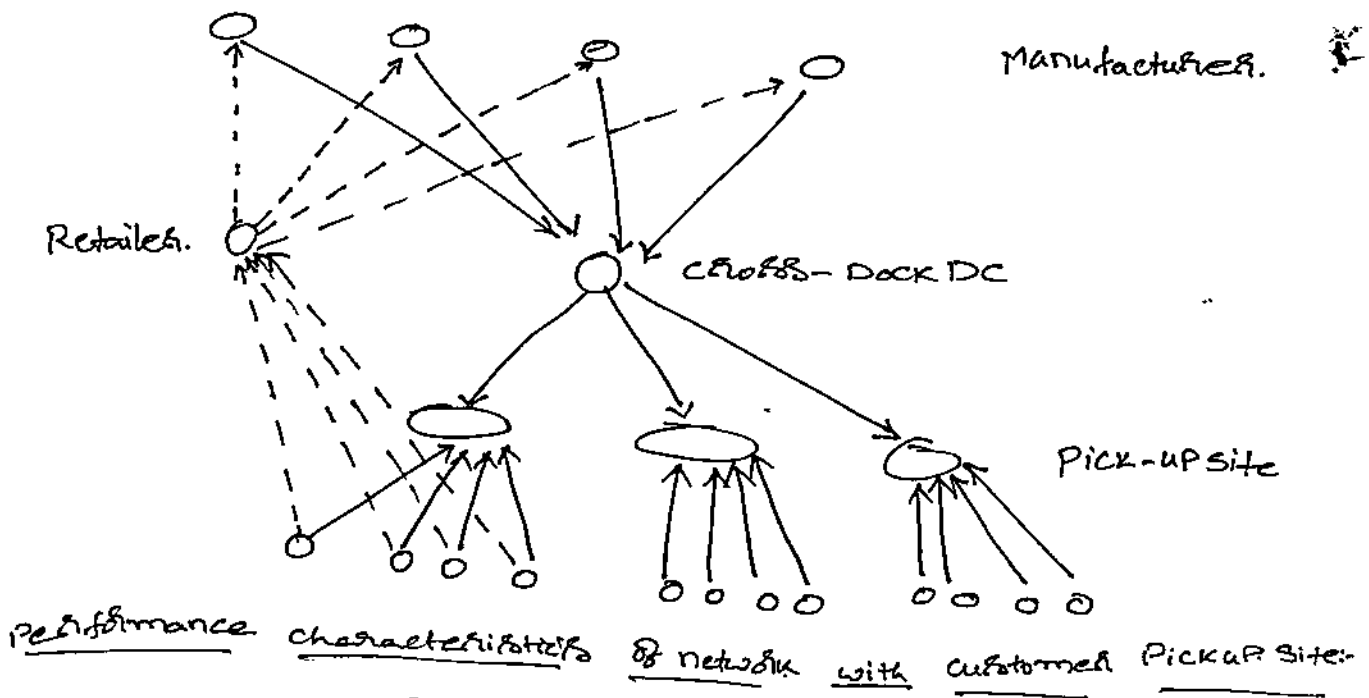 Manufacturer.
Retailer.
Cross-Dock DC
Pick-up site
Performance characteristics of network with customer Pickup site:-